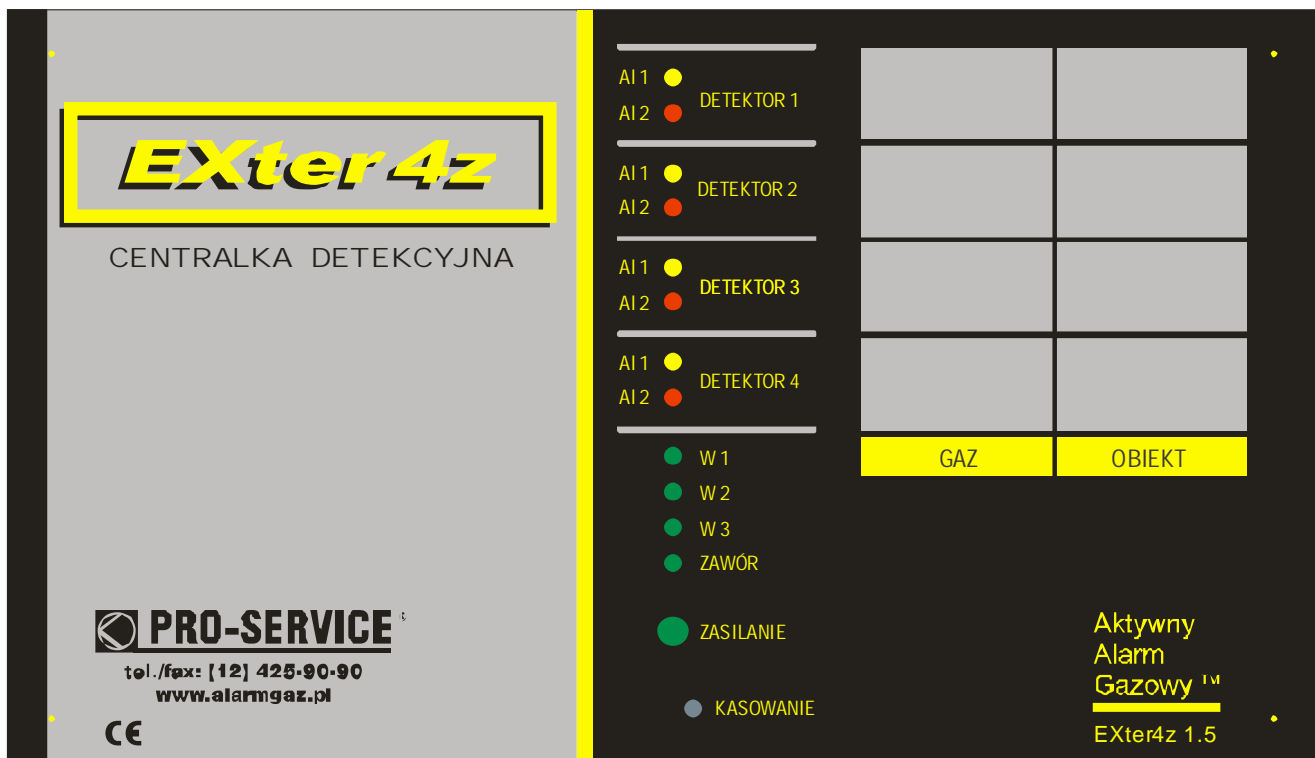 EXter 4z
CENTRALKA DETEKCYJNA
PRO-SERVICE
tel./fax: [12] 425-90-90
www.alarmgaz.pl
CE
Al 1
DETEKTOR 1
Al 2
Al 1
DETEKTOR 2
Al 2
Al 1
DETEKTOR 3
Al 2
Al 1
DETEKTOR 4
Al 2
W 1
W 2
W 3
ZAWÓR
ZASILANIE
KASOWANIE
GAZ
OBIEKT
Aktywny
Alarm
Gazowy ™
EXter4z 1.5